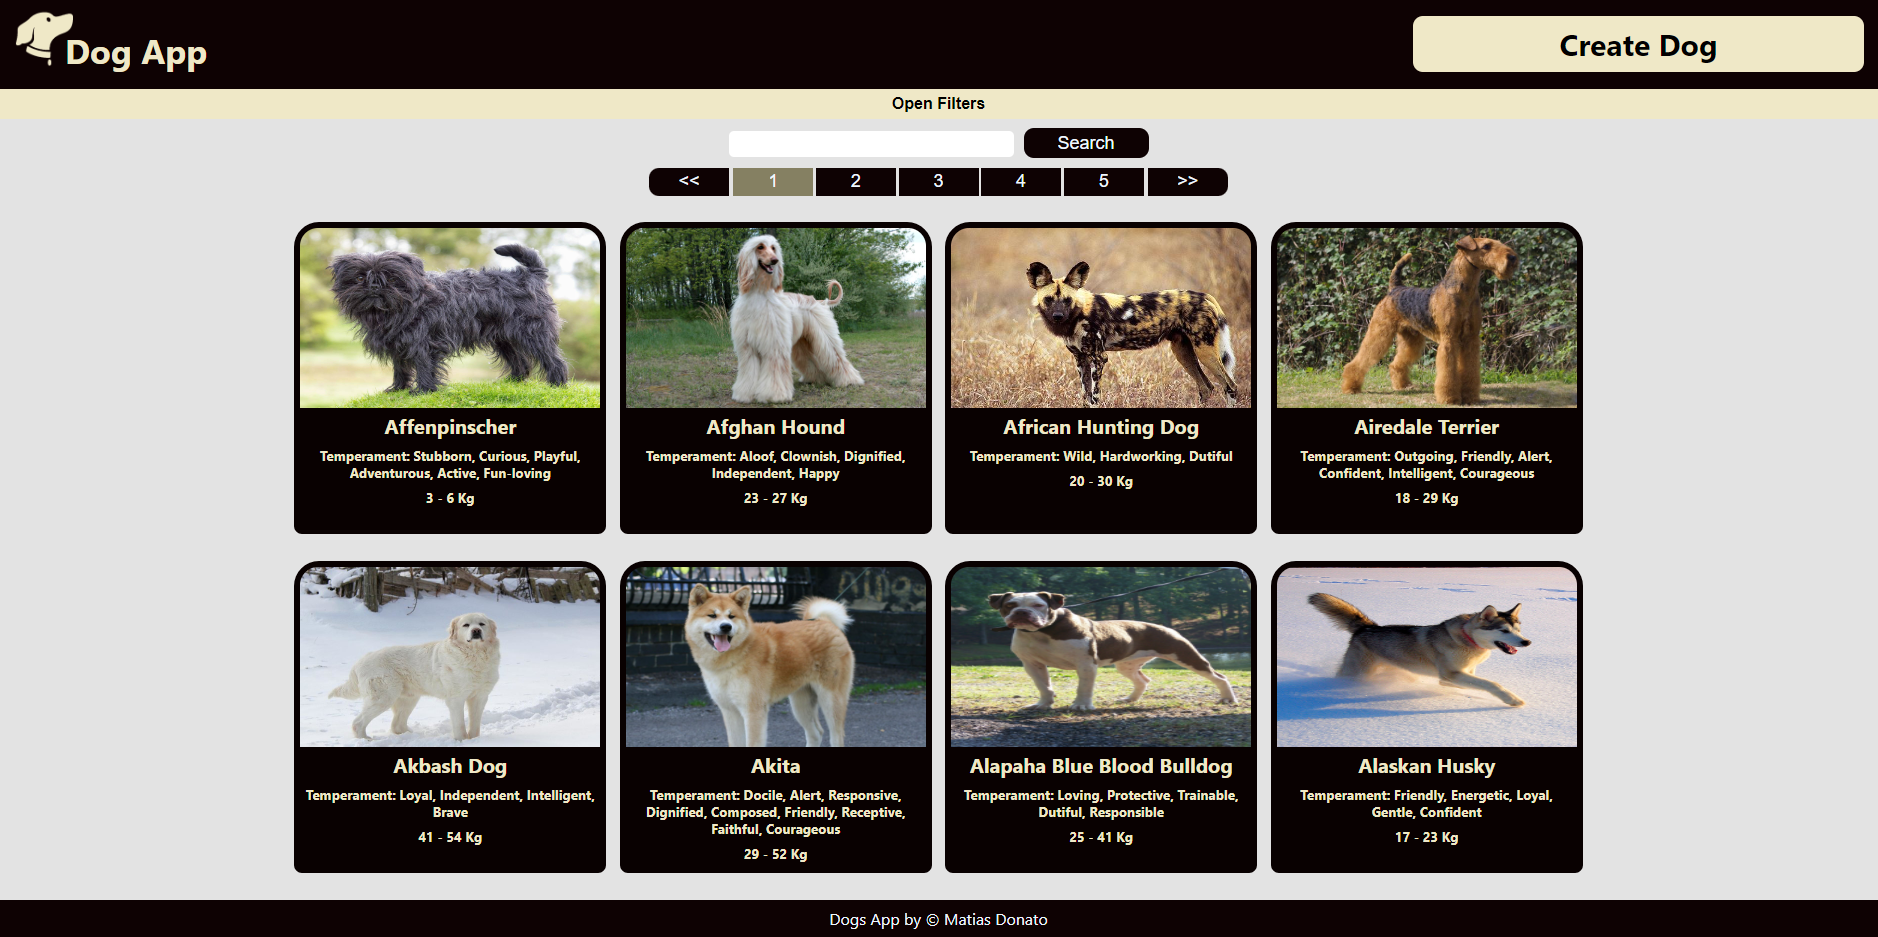 Dog App
Create Dog
Open Filters
Search
<< 1 2 3 4 5 >>
Affenpinscher
Temperament: Stubborn, Curious, Playful,
Adventurous, Active, Fun-loving
3 - 6 Kg
Afghan Hound
Temperament: Aloof, Clownish, Dignified,
Independent, Happy
23 - 27 Kg
African Hunting Dog
Temperament: Wild, Hardworking, Dutiful
20 - 30 Kg
Airedale Terrier
Temperament: Outgoing, Friendly, Alert,
Confident, Intelligent, Courageous
18 - 29 Kg
Akbash Dog
Temperament: Loyal, Independent, Intelligent,
Brave
41 - 54 Kg
Akita
Temperament: Docile, Alert, Responsive,
Dignified, Composed, Friendly, Receptive,
Faithful, Courageous
29 - 52 Kg
Alapaha Blue Blood Bulldog
Temperament: Loving, Protective, Trainable,
Dutiful, Responsible
25 - 41 Kg
Alaskan Husky
Temperament: Friendly, Energetic, Loyal,
Gentle, Confident
17 - 23 Kg
Dogs App by © Matias Donato